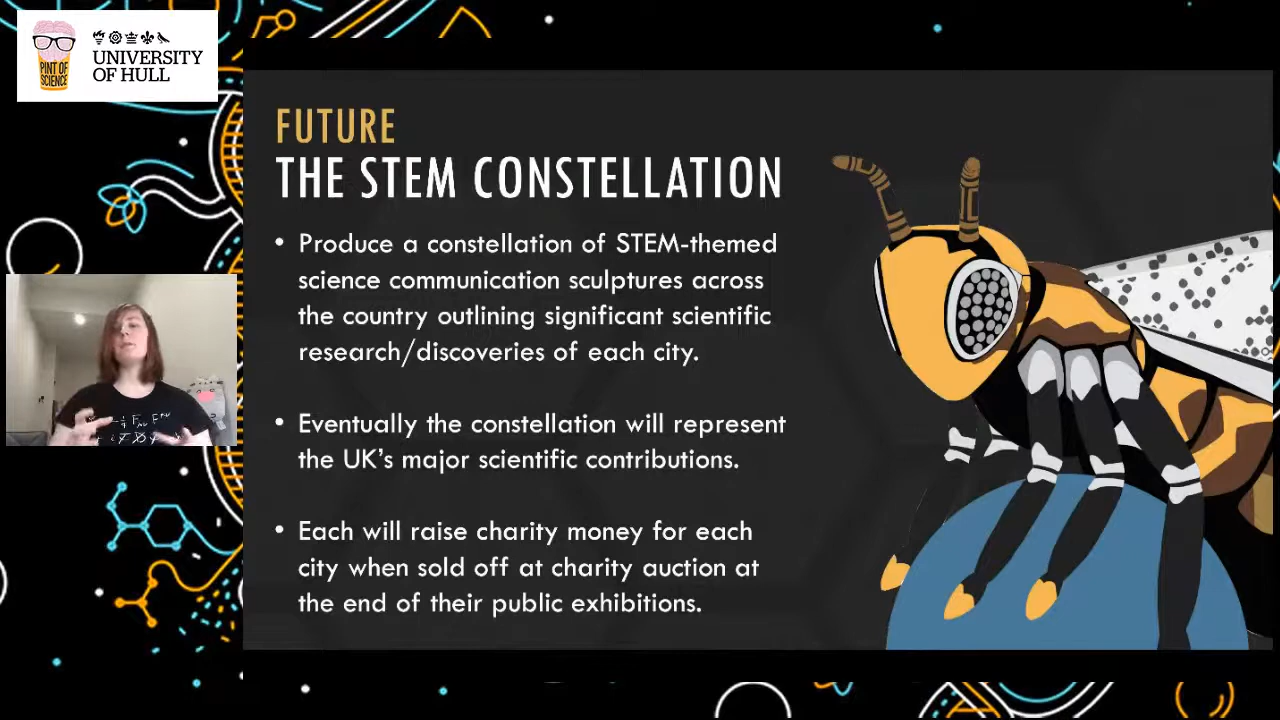 PINT OF
SCIENCE
UNIVERSITY
OF HULL
FUTURE
THE STEM CONSTELLATION
• Produce a constellation of STEM-themed
science communication sculptures across
the country outlining significant scientific
research/discoveries of each city.
• Eventually the constellation will represent
the UK's major scientific contributions.
• Each will raise charity money for each
city when sold off at charity auction at
the end of their public exhibitions.